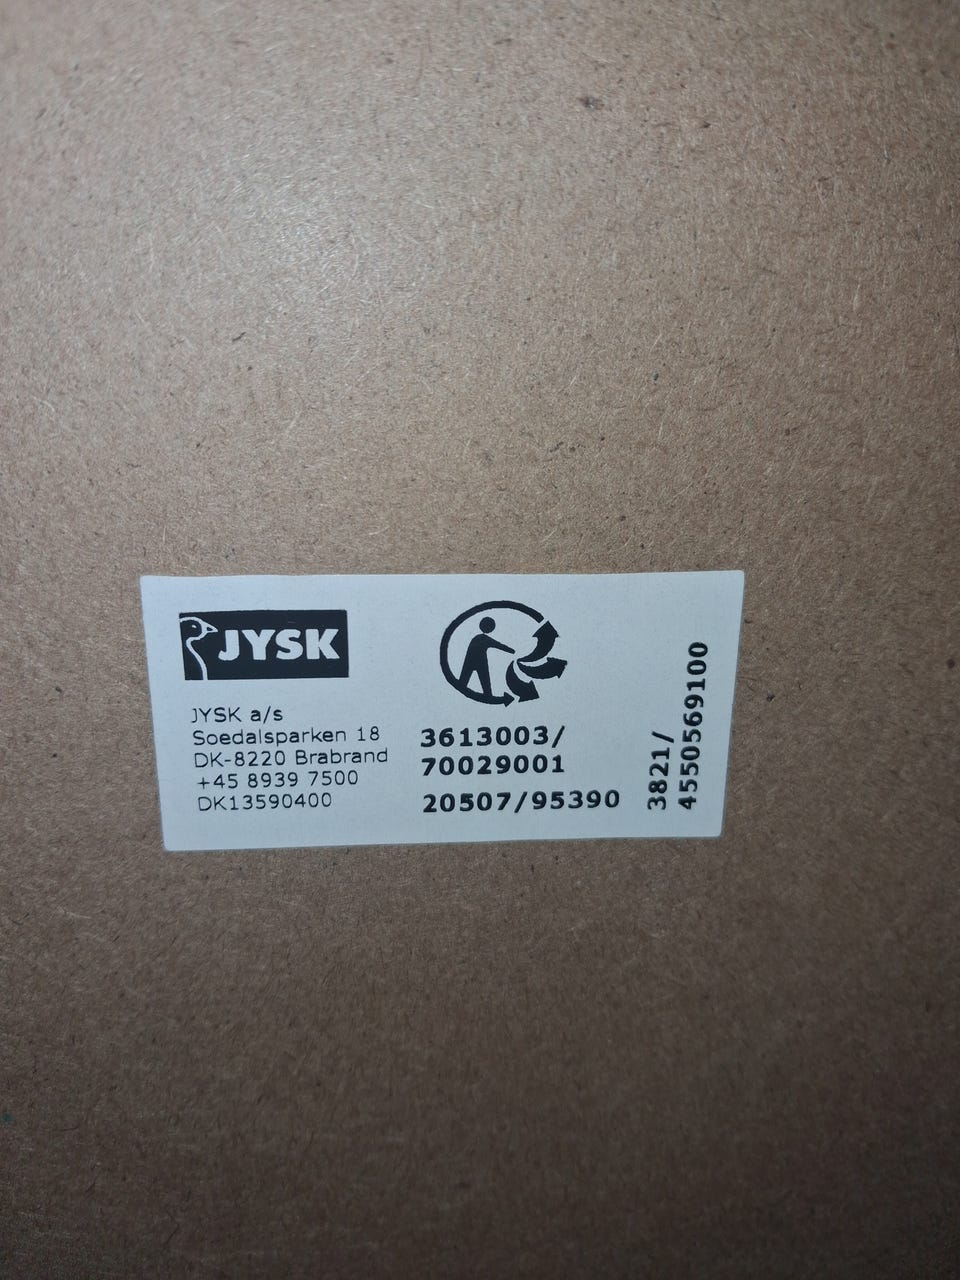 JYSK
JYSK a/s
Soedalsparken 18
DK-8220 Brabrand
+45 8939 7500
DK13590400
3613003/
70029001
20507/95390
3821/
4550569100